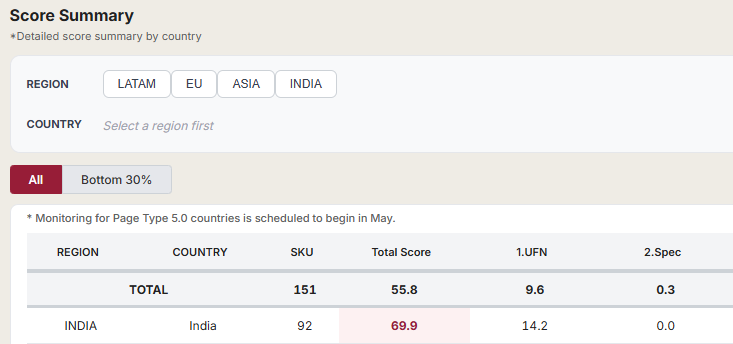 Score Summary
*Detailed score summary by country
REGION LATAM EU ASIA INDIA
COUNTRY Select a region first
All Bottom 30%
* Monitoring for Page Type 5.0 countries is scheduled to begin in May.
REGION COUNTRY SKU Total Score 1.UFN 2.Spec
TOTAL 151 55.8 9.6 0.3
INDIA India 92 69.9 14.2 0.0